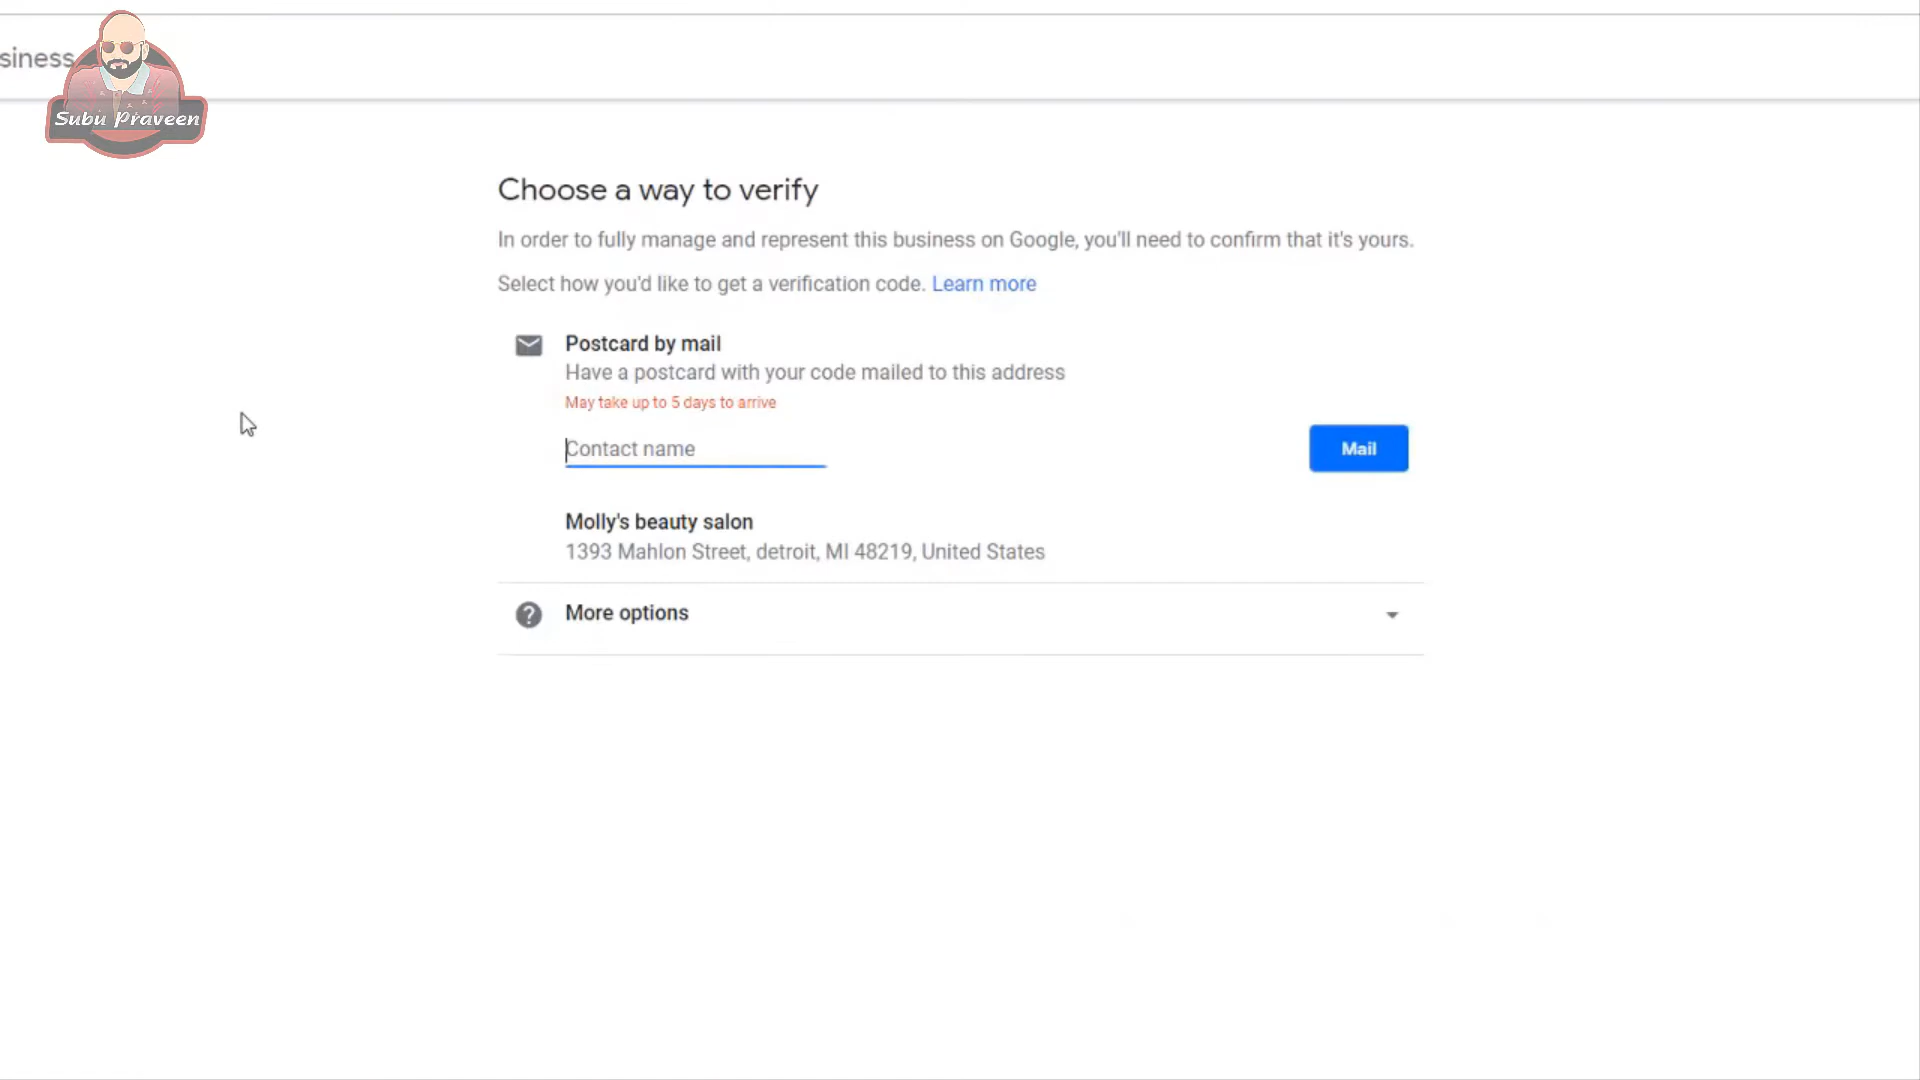 siness
Subu Praveen
Choose a way to verify
In order to fully manage and represent this business on Google, you'll need to confirm that it's yours.
Select how you'd like to get a verification code. Learn more
Postcard by mail
Have a postcard with your code mailed to this address
May take up to 5 days to arrive
Contact name
Mail
Molly's beauty salon
1393 Mahlon Street, detroit, MI 48219, United States
?
More options